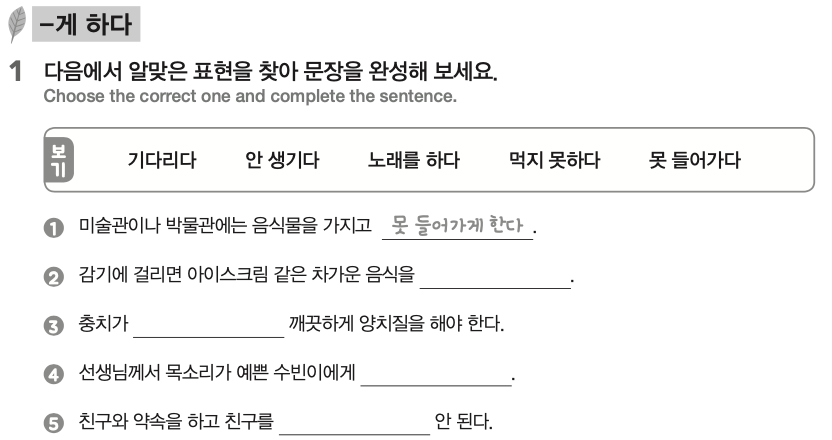 -게 하다
1 다음에서 알맞은 표현을 찾아 문장을 완성해 보세요.
Choose the correct one and complete the sentence.
보기 기다리다 안 생기다 노래를 하다 먹지 못하다 못 들어가다
1 미술관이나 박물관에는 음식물을 가지고 못 들어가게 한다.
2 감기에 걸리면 아이스크림 같은 차가운 음식을 .
3 충치가 깨끗하게 양치질을 해야 한다.
4 선생님께서 목소리가 예쁜 수빈이에게 .
5 친구와 약속을 하고 친구를 안 된다.